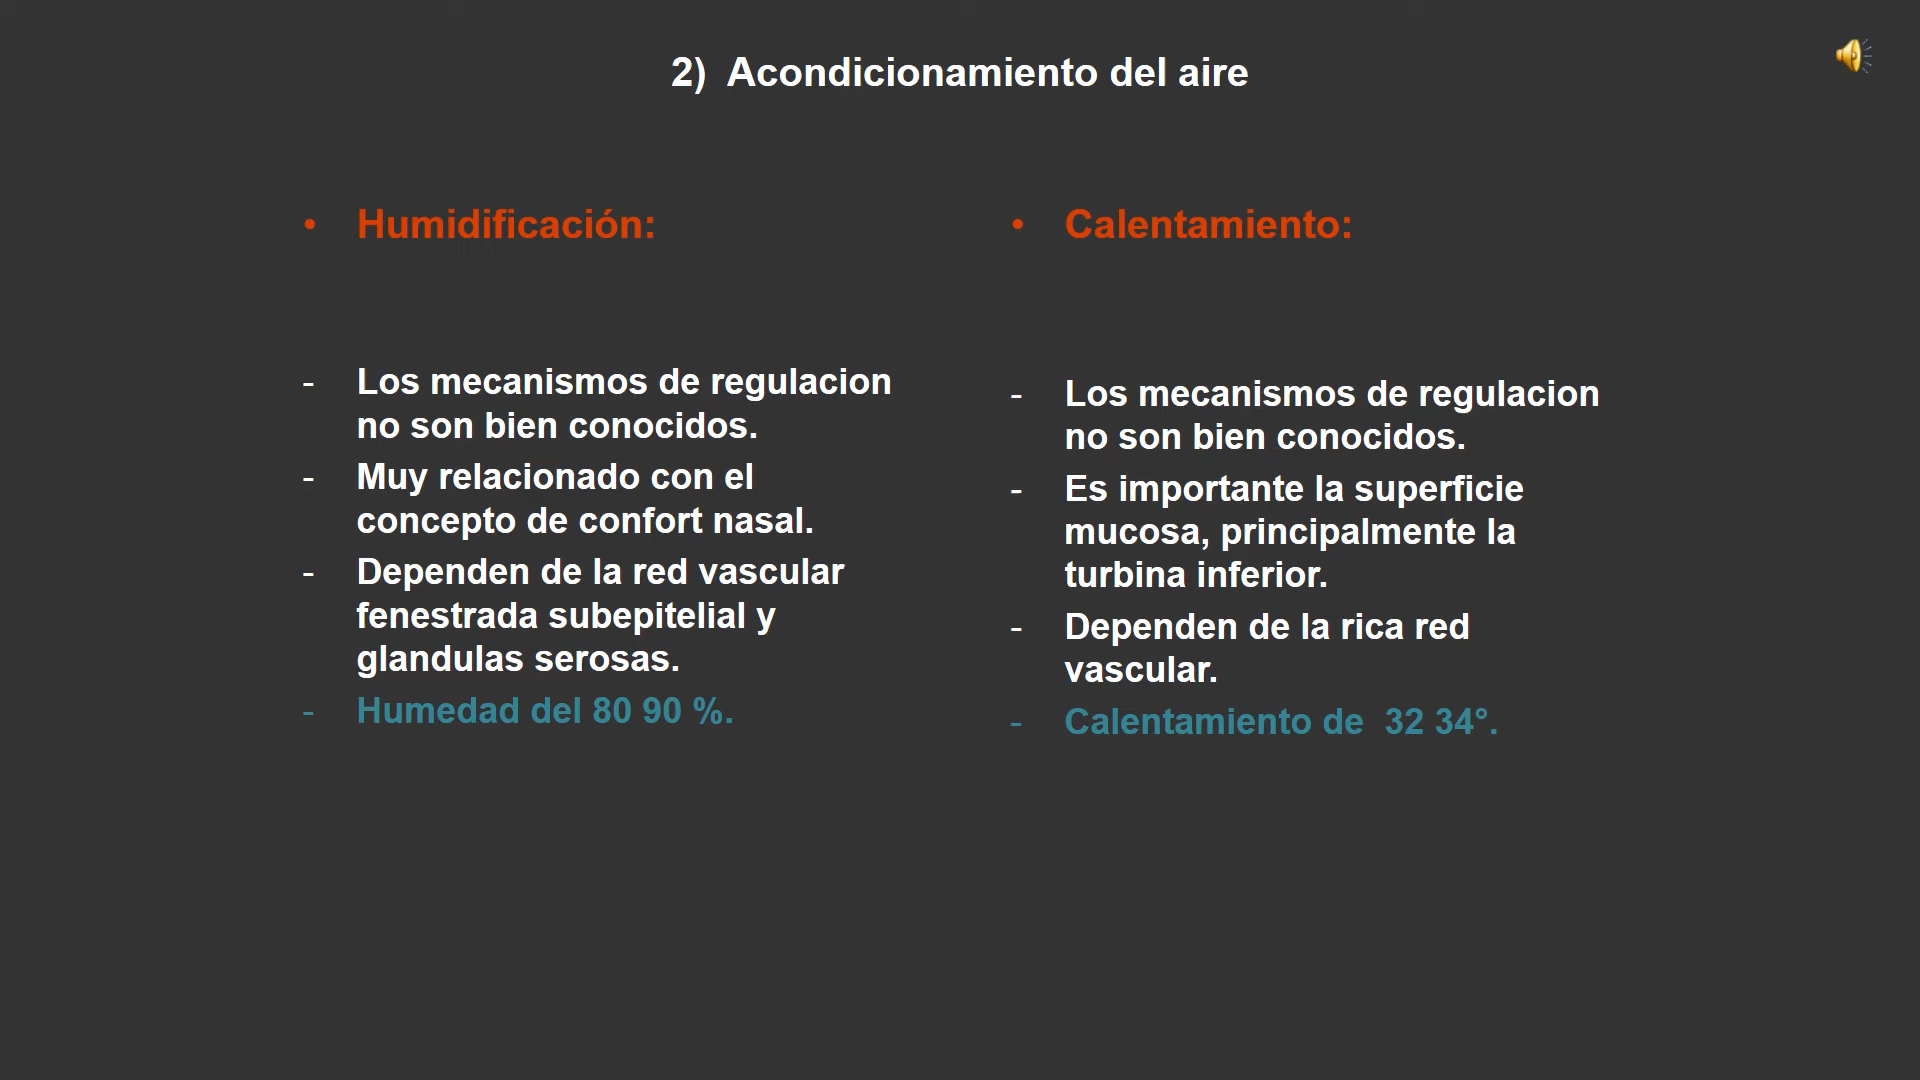 2) Acondicionamiento del aire
• Humidificación:
- Los mecanismos de regulacion
no son bien conocidos.
- Muy relacionado con el
concepto de confort nasal.
- Dependen de la red vascular
fenestrada subepitelial y
glandulas serosas.
- Humedad del 80 90 %.
• Calentamiento:
- Los mecanismos de regulacion
no son bien conocidos.
- Es importante la superficie
mucosa, principalmente la
turbina inferior.
- Dependen de la rica red
vascular.
- Calentamiento de  32 34°.